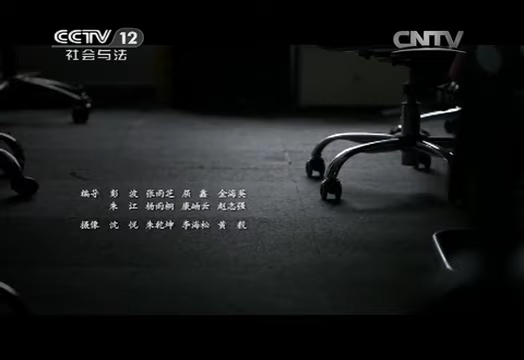 CCTV 12
社会与法
CNTV
编导 彭 波 张雨芝 屈 鑫 金海英
朱 江 杨雨桐 康 云 赵志强
摄像 沈 悦 朱乾坤 李海松 黄 毅